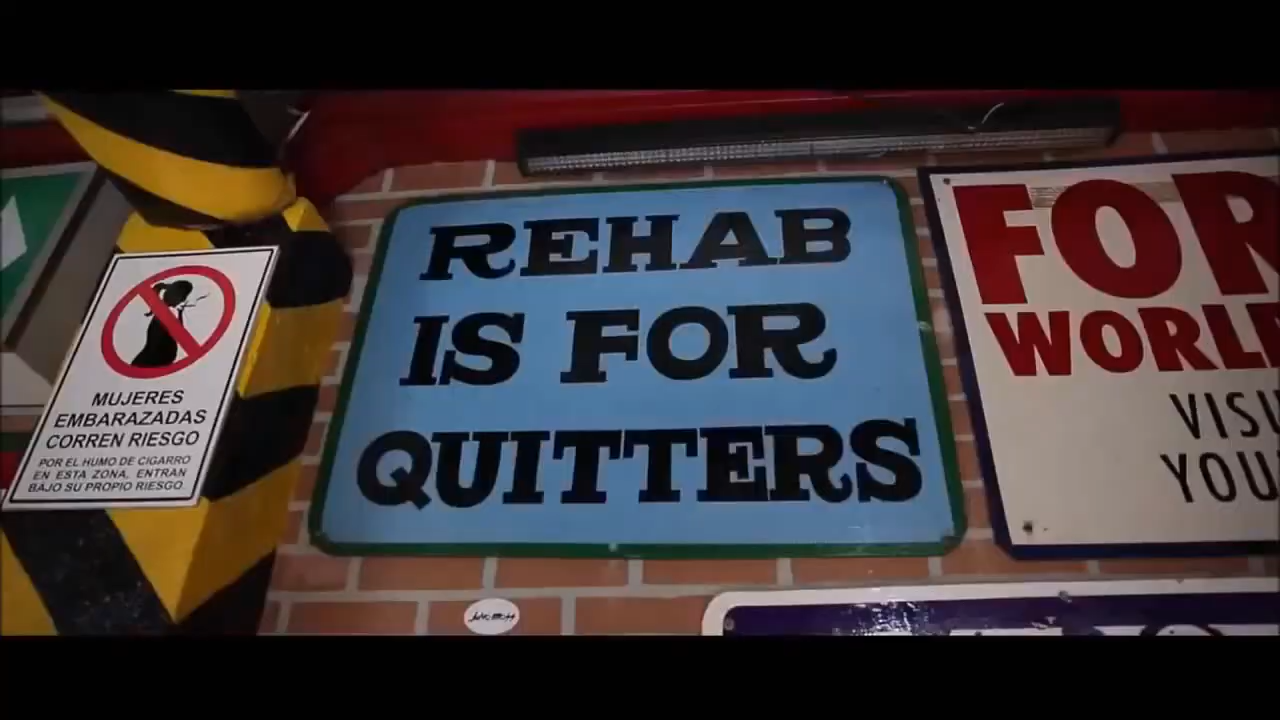 MUJERES
EMBARAZADAS
CORREN RIESGO
POR EL HUMO DE CIGARRO
EN ESTA ZONA, ENTRAN
BAJO SU PROPIO RIESGO.
REHAB
IS FOR
QUITTERS
FOR
WORL
VISI
YOU